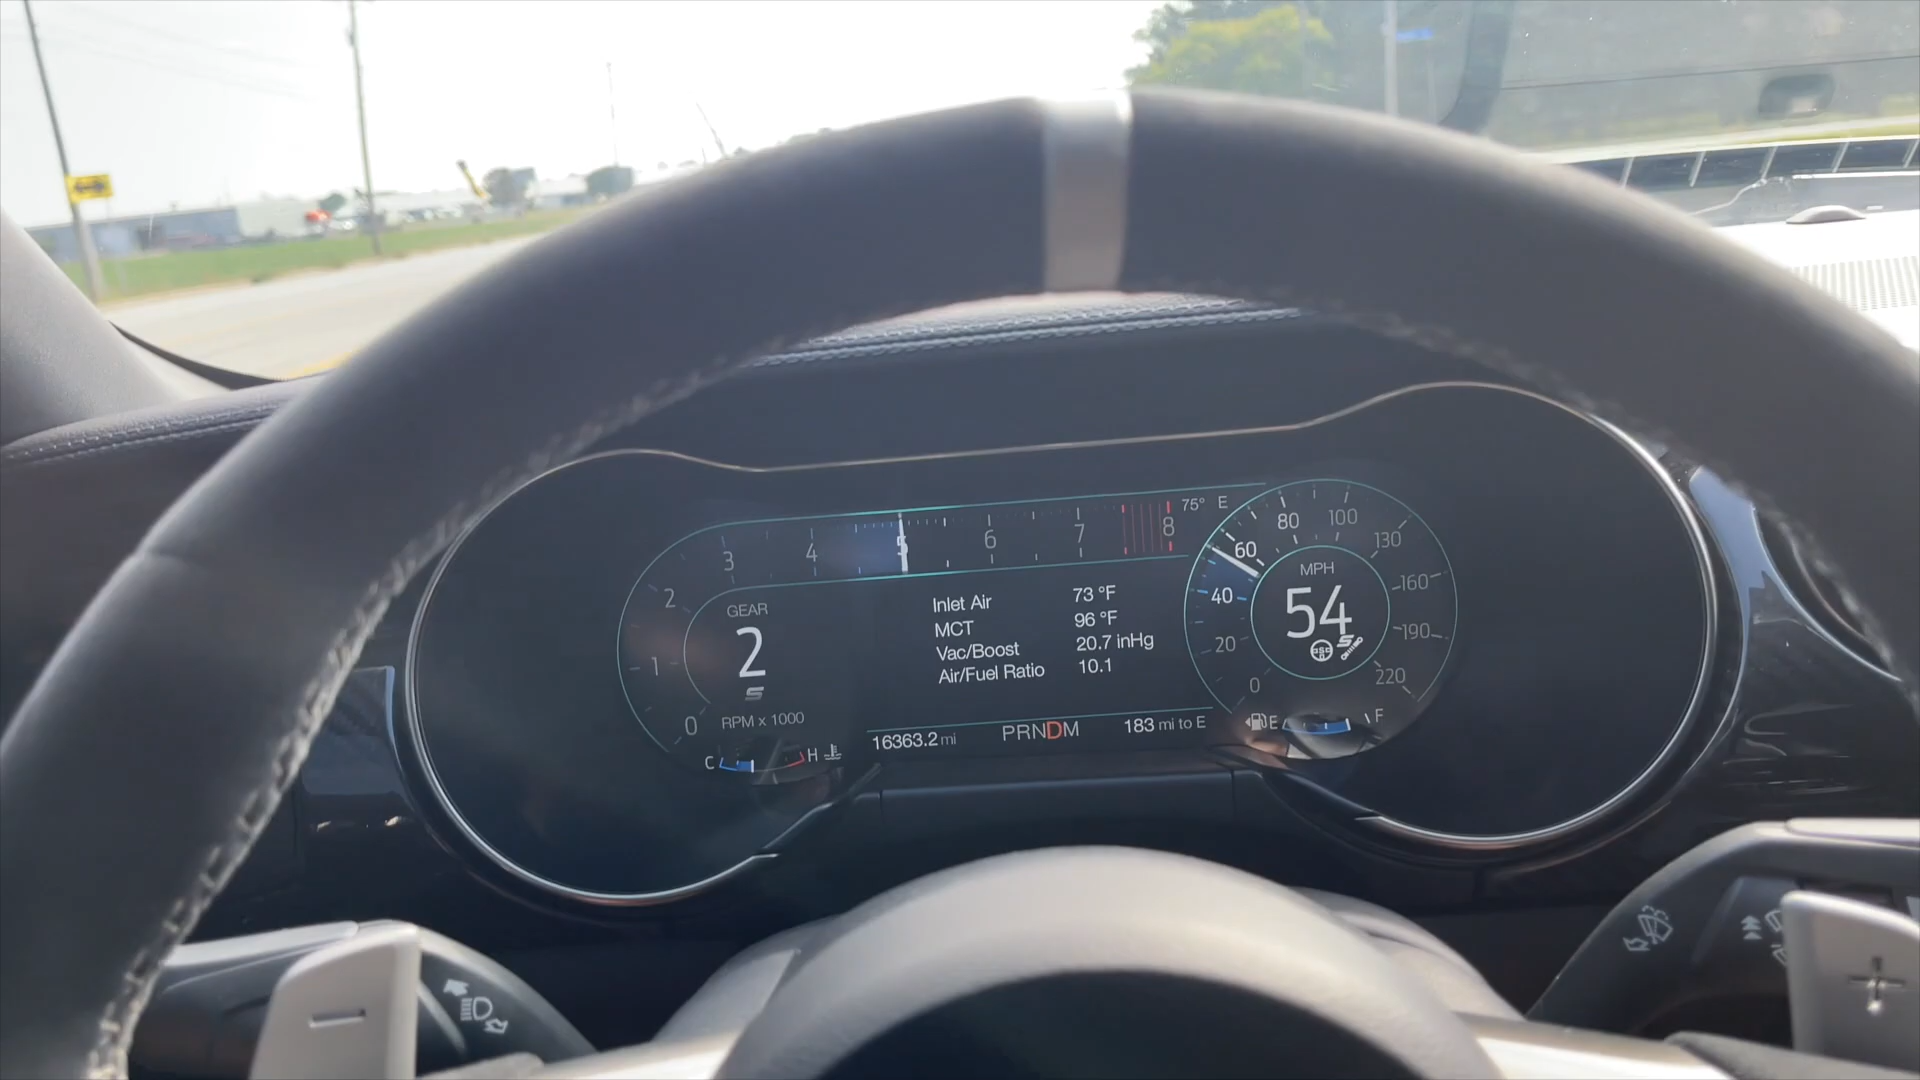 3 4 5 6 7 8
75° E
2
1
0
GEAR
2
S
RPM x 1000
C H
Inlet Air 73 °F
MCT 96 °F
Vac/Boost 20.7 inHg
Air/Fuel Ratio 10.1
16363.2 mi PRNDM 183 mi to E
0 20 40 60 80 100 130 160 190 220
MPH
54
S
E F